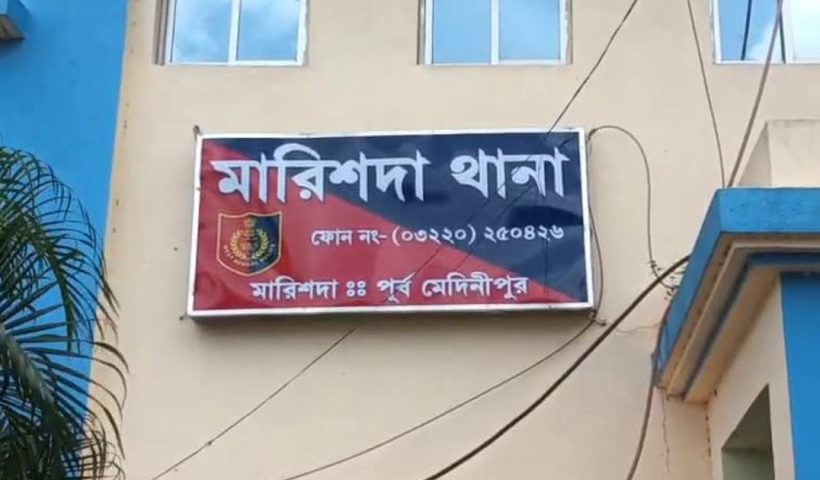 মারিশদা থানা
ফোন নং-(০৩২২০) ২৫০৪২৬
মারিশদা ঃঃ পূর্ব মেদিনীপুর